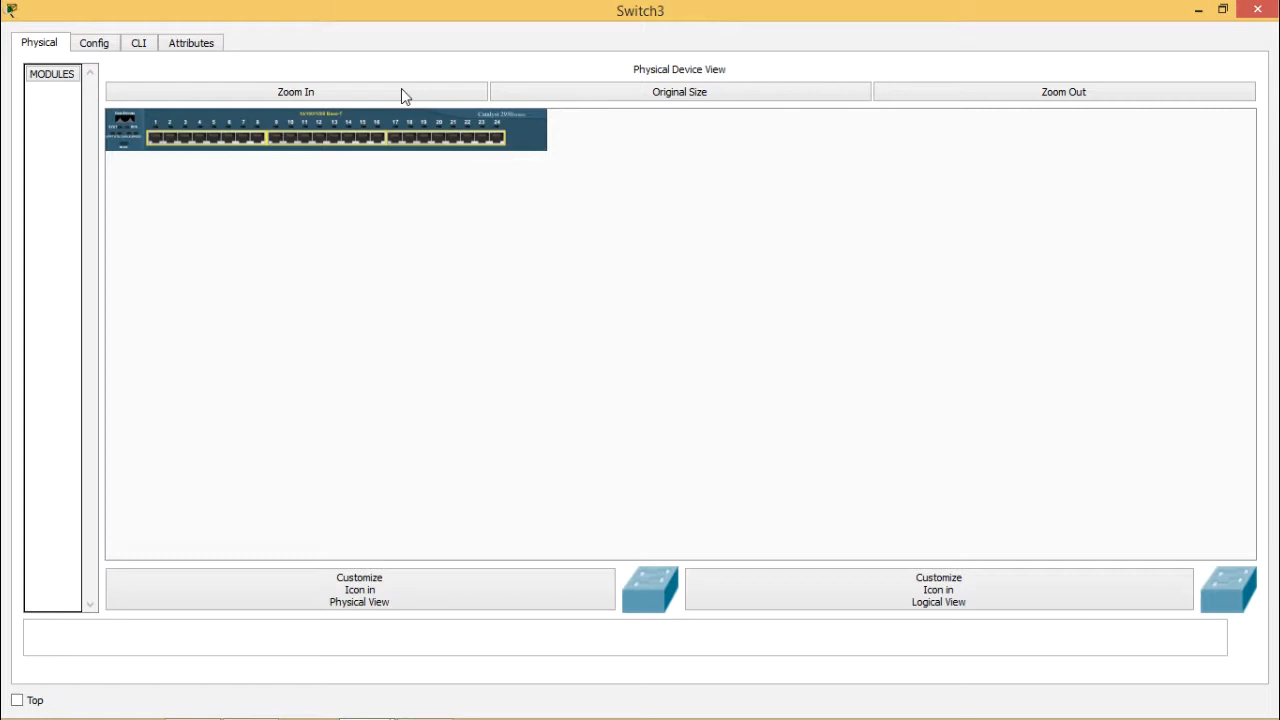 Switch3
Physical
Config
CLI
Attributes
MODULES
Physical Device View
Zoom In
Original Size
Zoom Out
1 2 3 4 5 6 7 8 9 10 11 12 13 14 15 16 17 18 19 20 21 22 23 24
Customize
Icon in
Physical View
Customize
Icon in
Logical View
Top